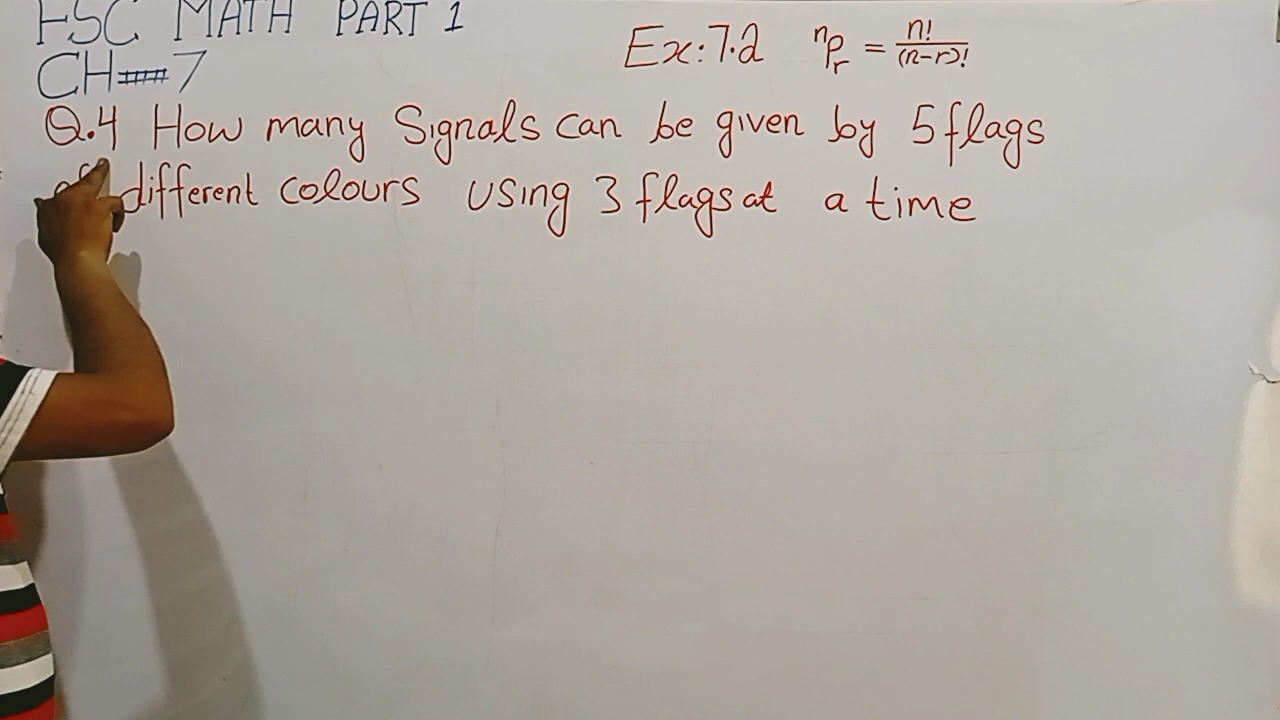 FSC MATH PART 1
CH 7
Ex: 7.2 ⁿPᵣ = n!/(n-r)!
Q.4 How many Signals can be given by 5 flags
of different colours using 3 flags at a time